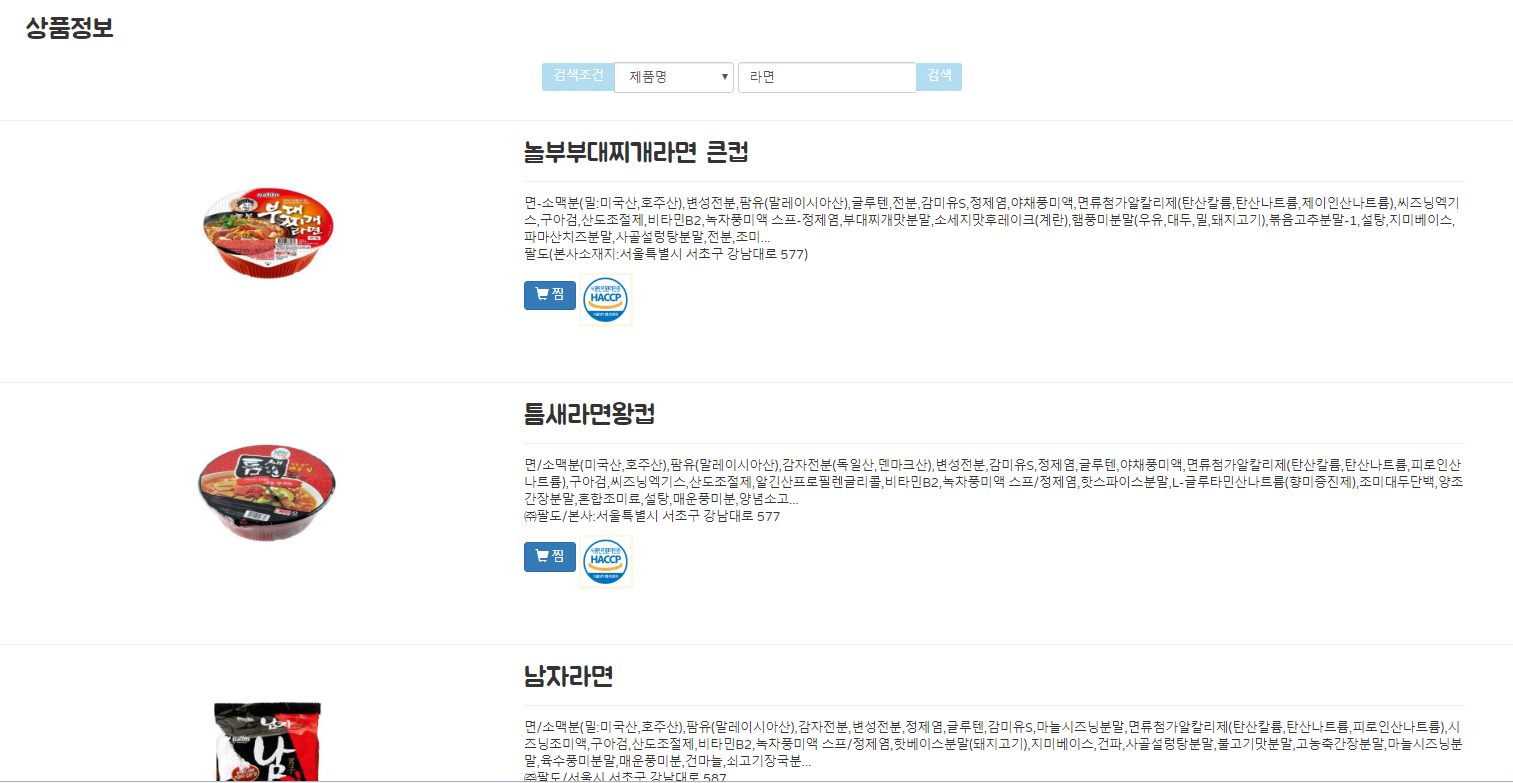 상품정보
검색조건 제품명 라면 검색
놀부부대찌개라면 큰컵
면-소맥분(밀:미국산,호주산),변성전분,팜유(말레이시아산),글루텐,전분,감미유S,정제염,야채풍미액,면류첨가알칼리제(탄산칼륨,탄산나트륨,제이인산나트륨),씨즈닝엑기
스,구아검,산도조절제,비타민B2,녹차풍미액 스프-정제염,부대찌개맛분말,소세지맛후레이크(계란),햄풍미분말(우유,대두,밀,돼지고기),볶음고추분말-1,설탕,지미베이스,
파마산치즈분말,사골설렁탕분말,전분,조미...
팔도(본사소재지:서울특별시 서초구 강남대로 577)
부대
찌개
라면
찜
HACCP
틈새라면왕컵
면/소맥분(미국산,호주산),팜유(말레이시아산),감자전분(독일산,덴마크산),변성전분,감미유S,정제염,글루텐,야채풍미액,면류첨가알칼리제(탄산칼륨,탄산나트륨,피로인산
나트륨),구아검,씨즈닝엑기스,산도조절제,알긴산프로필렌글리콜,비타민B2,녹차풍미액 스프/정제염,핫스파이스분말,L-글루타민산나트륨(향미증진제),조미대두단백,양조
간장분말,혼합조미료,설탕,매운풍미분,양념소고...
㈜팔도/본사:서울특별시 서초구 강남대로 577
틈새
라면
찜
HACCP
남자라면
면/소맥분(밀:미국산,호주산),팜유(말레이시아산),감자전분,변성전분,정제염,글루텐,감미유S,마늘시즈닝분말,면류첨가알칼리제(탄산칼륨,탄산나트륨,피로인산나트륨),시
즈닝조미액,구아검,산도조절제,비타민B2,녹차풍미액 스프/정제염,핫베이스분말(돼지고기),지미베이스,건파,사골설렁탕분말,불고기맛분말,고농축간장분말,마늘시즈닝분
말,육수풍미분말,매운풍미분,건마늘,쇠고기장국분...
㈜팔도/서울시 서초구 강남대로 587
남자
남